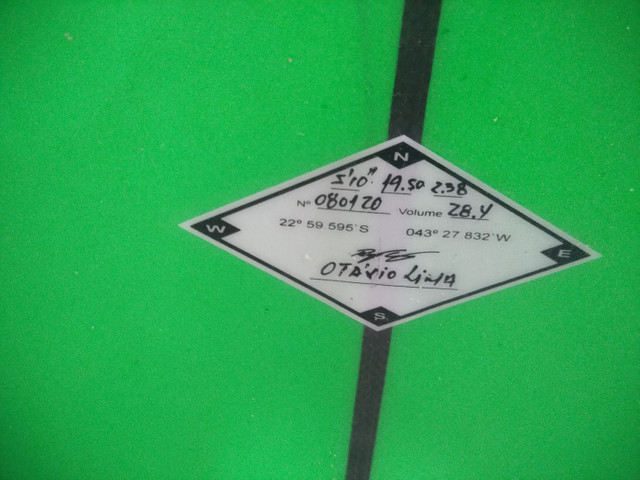 N
5'10" 19.50 2.38
Nº 080120 Volume 28.4
W 22º 59 595`S 043º 27 832`W E
OTÁVIO LIMA
S